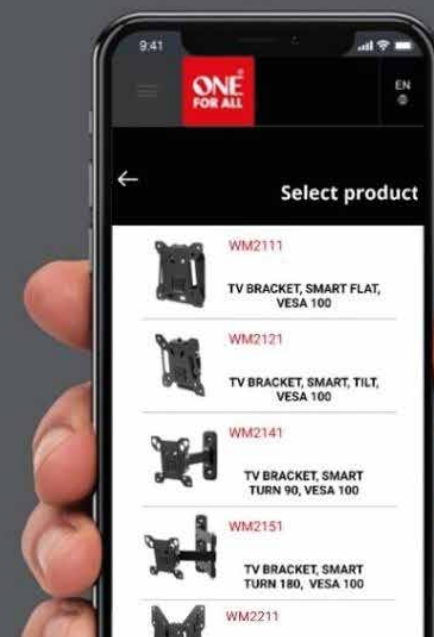 9:41
ONE
FOR ALL
EN
Select product
WM2111
TV BRACKET, SMART FLAT,
VESA 100
WM2121
TV BRACKET, SMART, TILT,
VESA 100
WM2141
TV BRACKET, SMART
TURN 90, VESA 100
WM2151
TV BRACKET, SMART
TURN 180, VESA 100
WM2211